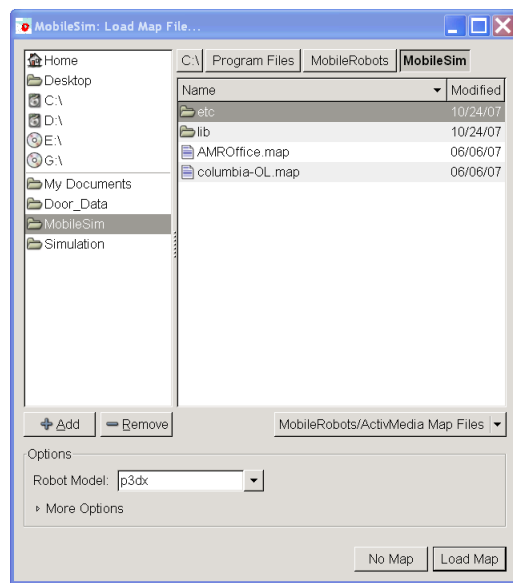 MobileSim: Load Map File...
Home
Desktop
C:\
D:\
E:\
G:\
My Documents
Door_Data
MobileSim
Simulation
C:\ Program Files MobileRobots MobileSim
Name Modified
etc 10/24/07
lib 10/24/07
AMROffice.map 06/06/07
columbia-OL.map 06/06/07
Add Remove MobileRobots/ActivMedia Map Files
Options
Robot Model: p3dx
More Options
No Map Load Map